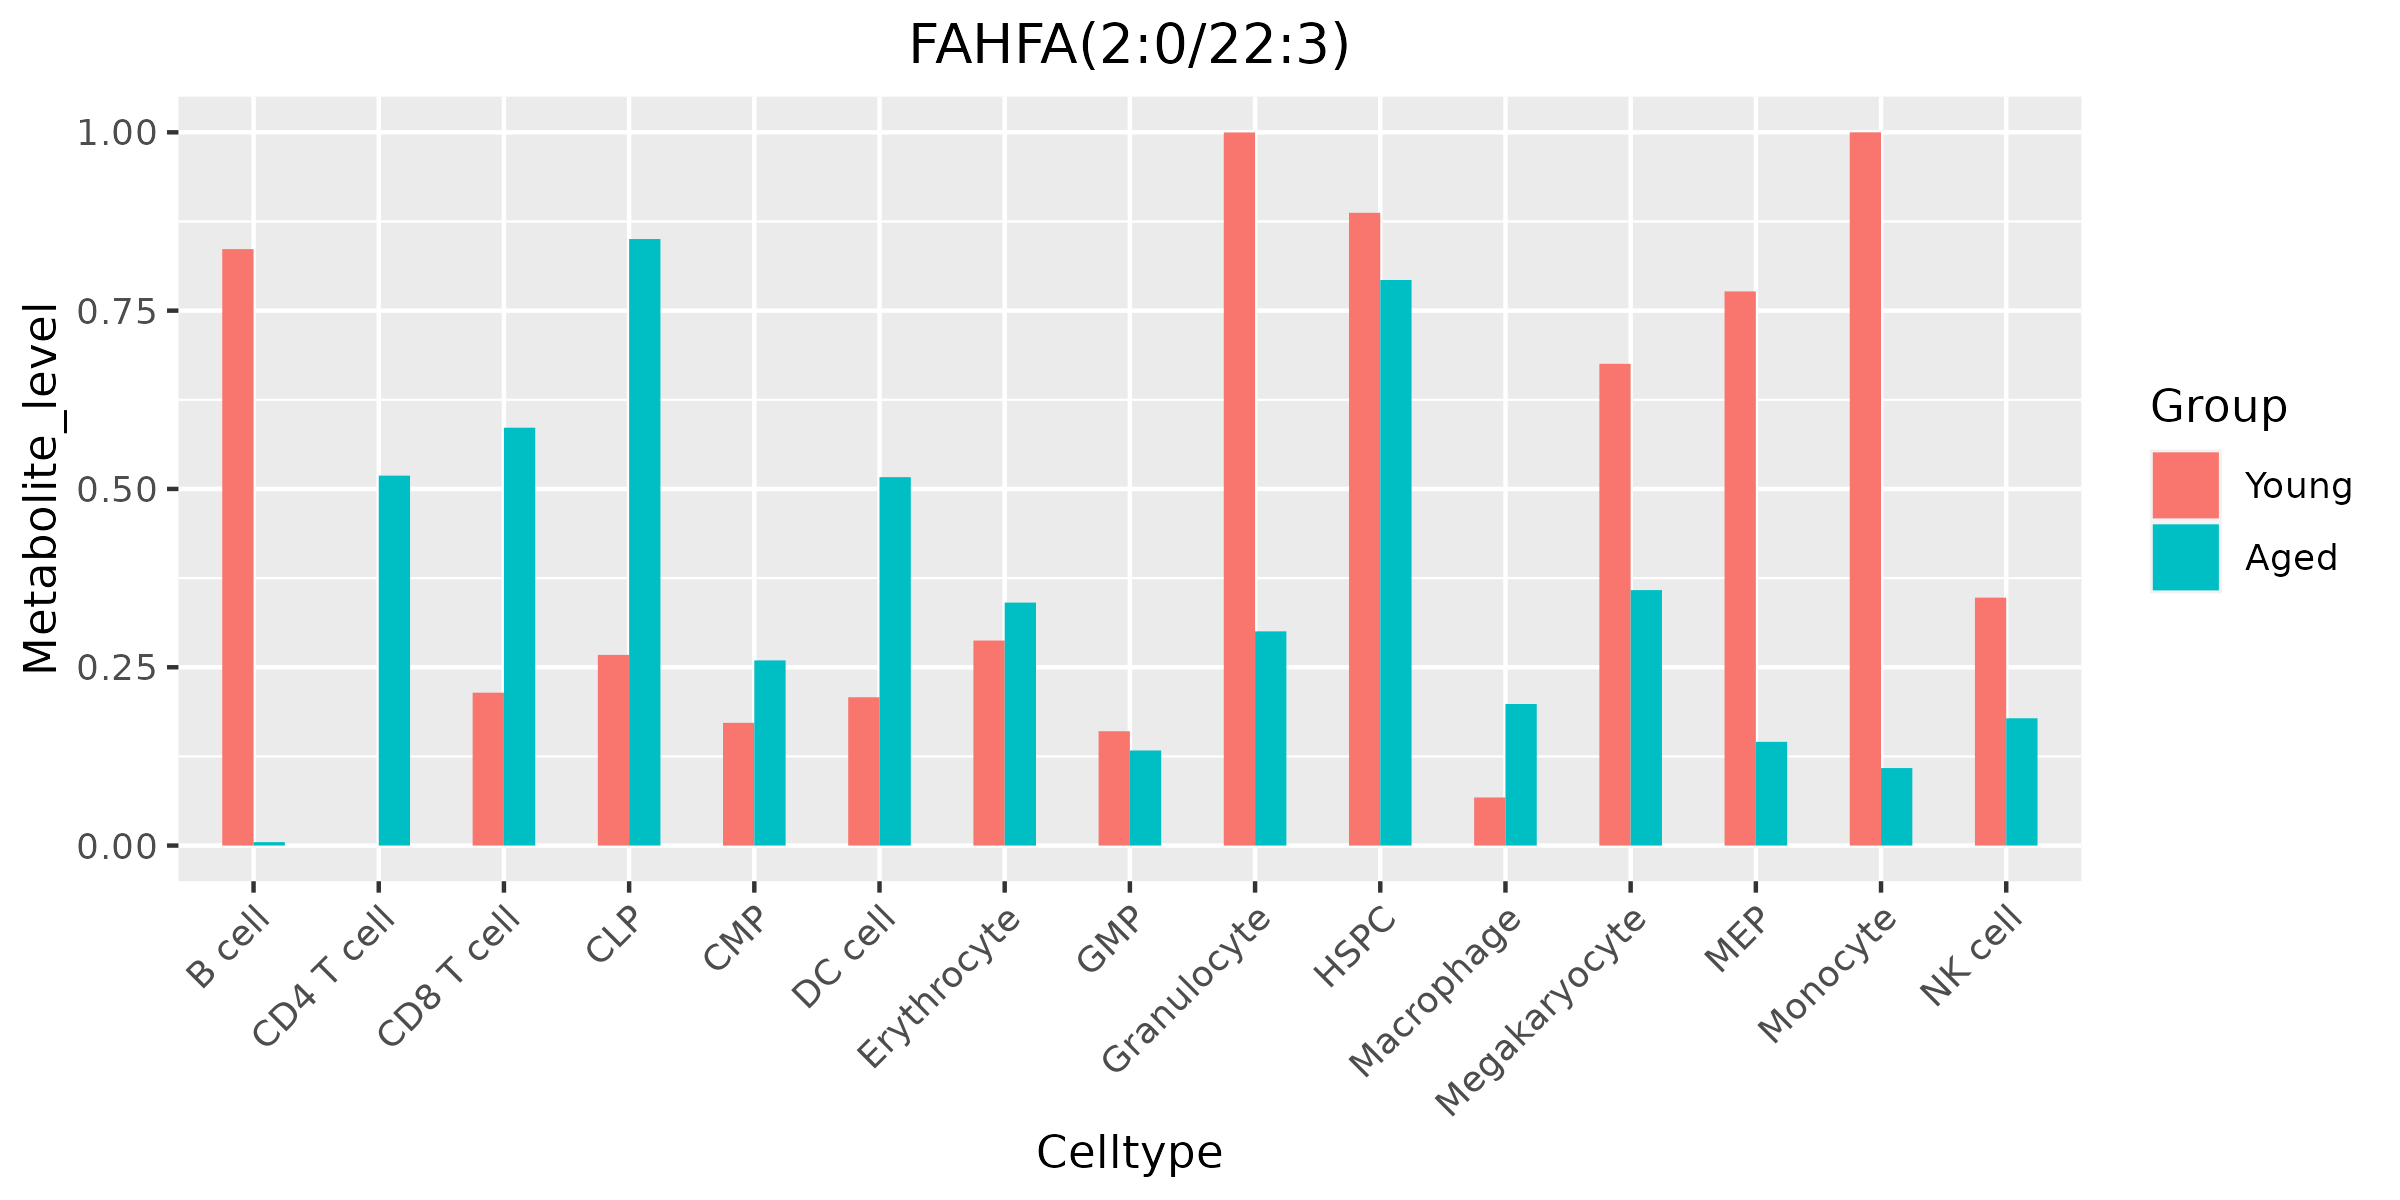 FAHFA(2:0/22:3)
Metabolite_level
1.00
0.75
0.50
0.25
0.00
B cell
CD4 T cell
CD8 T cell
CLP
CMP
DC cell
Erythrocyte
GMP
Granulocyte
HSPC
Macrophage
Megakaryocyte
MEP
Monocyte
NK cell
Celltype
Group
Young
Aged